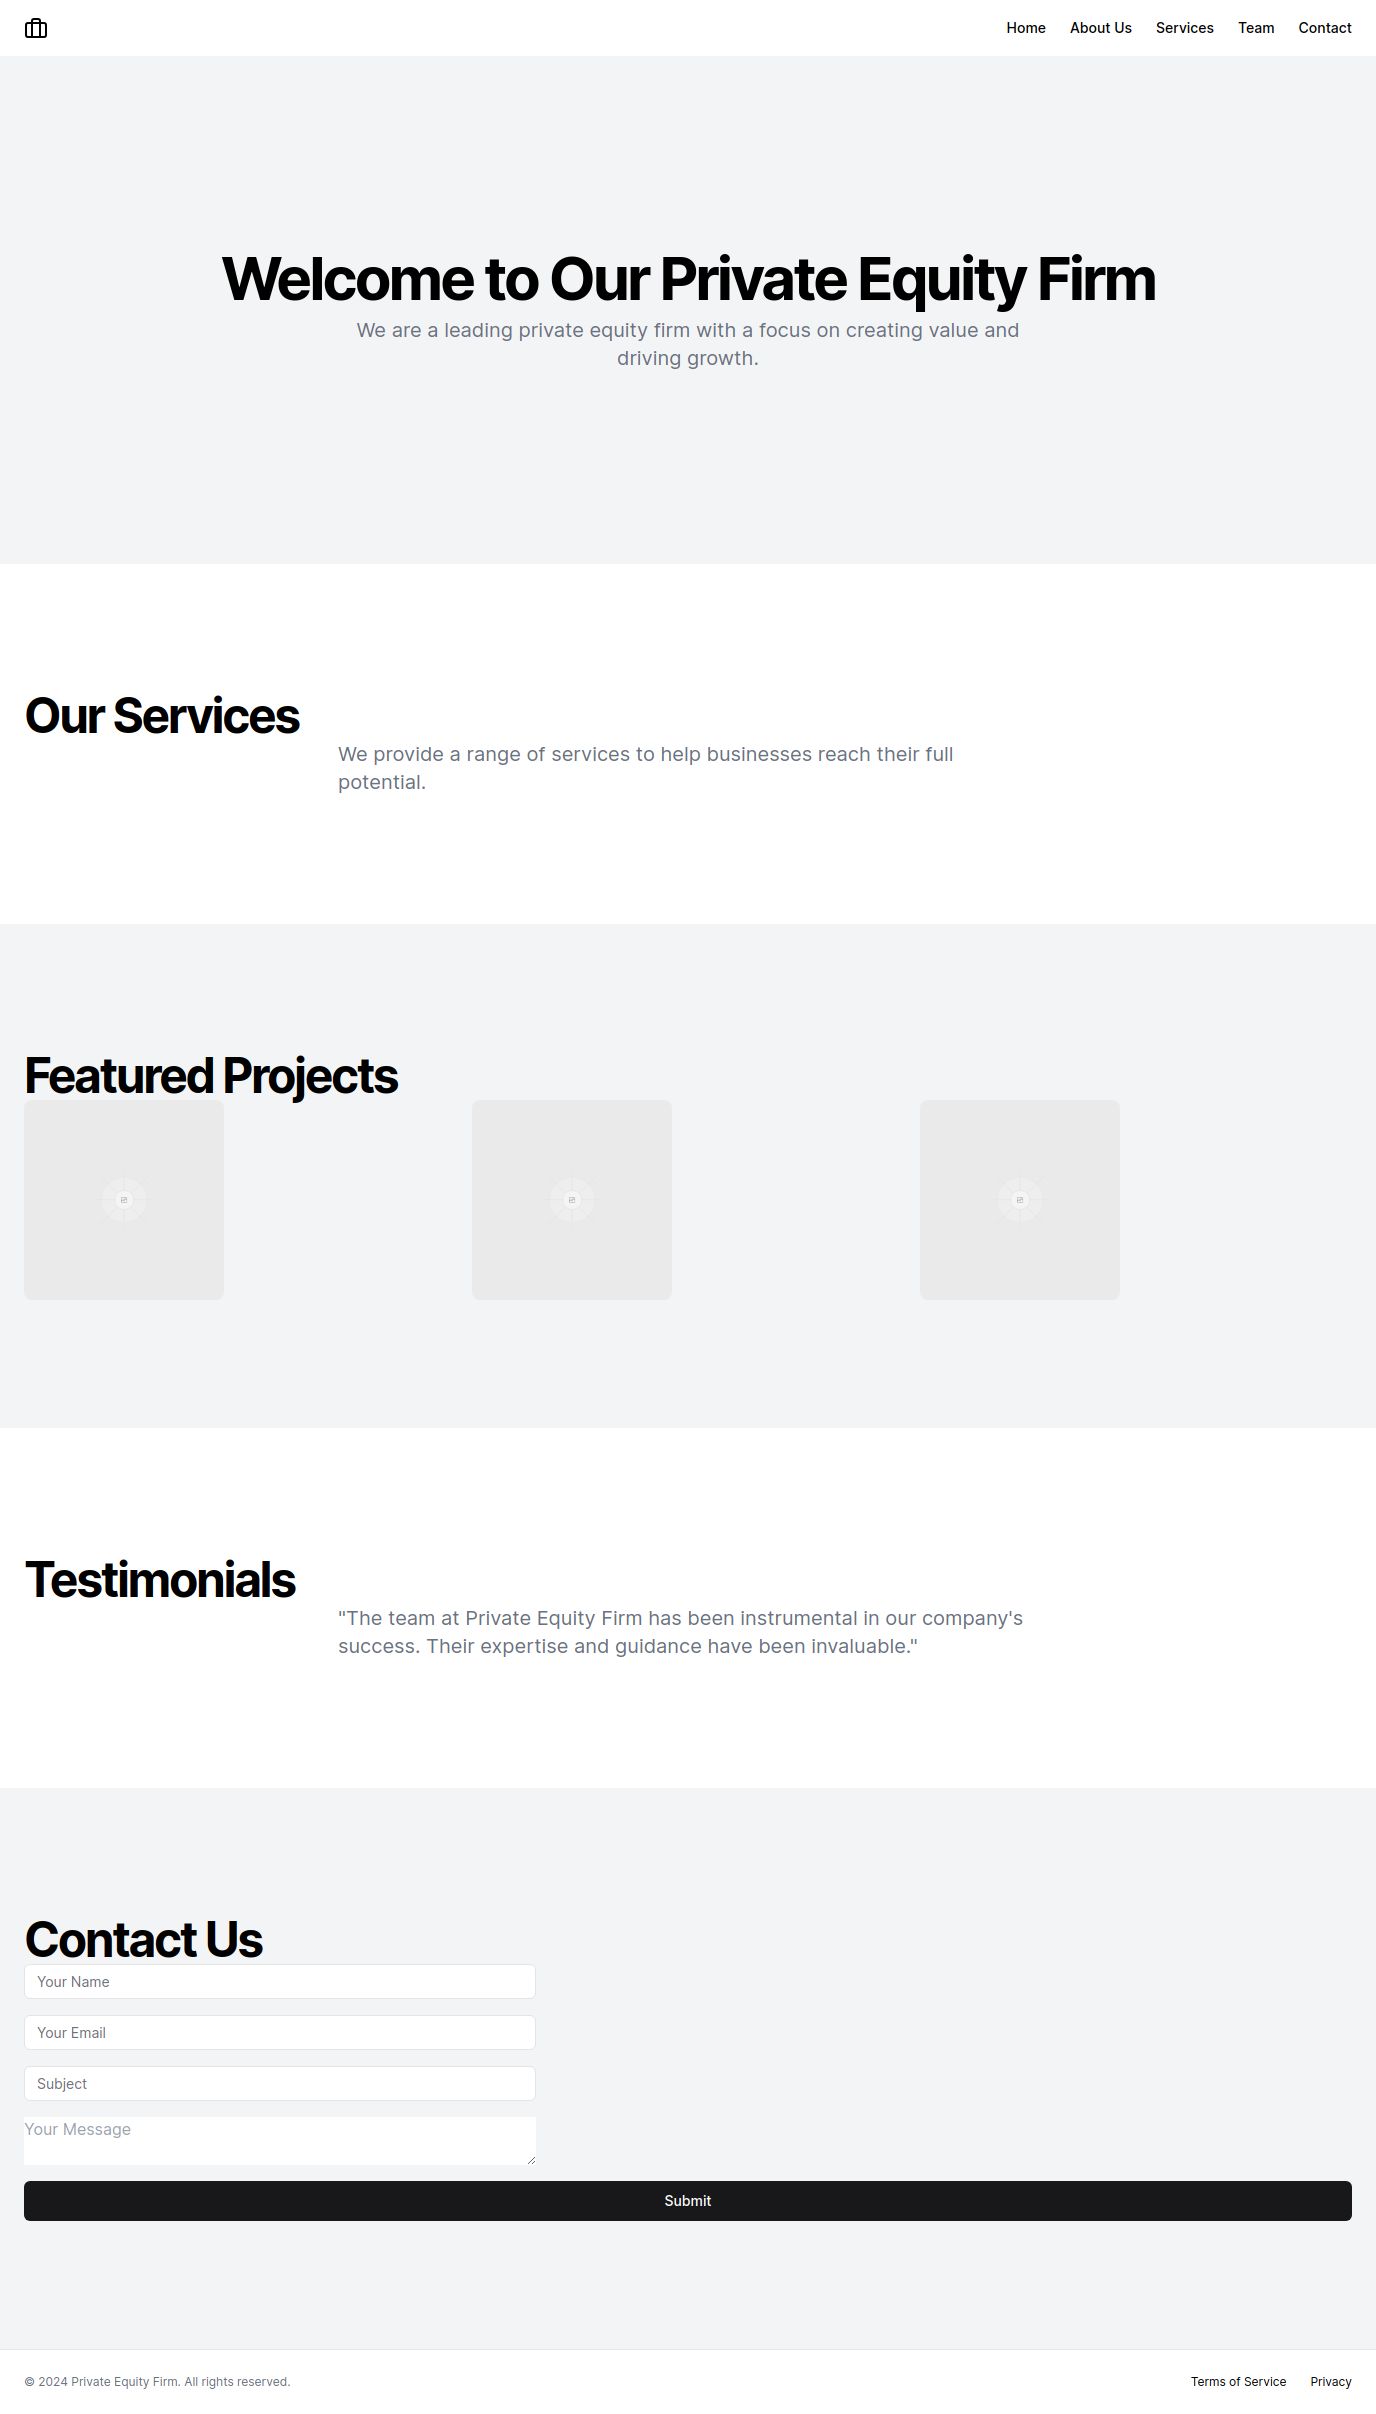 Home About Us Services Team Contact
Welcome to Our Private Equity Firm
We are a leading private equity firm with a focus on creating value and
driving growth.
Our Services
We provide a range of services to help businesses reach their full
potential.
Featured Projects
Testimonials
"The team at Private Equity Firm has been instrumental in our company's
success. Their expertise and guidance have been invaluable."
Contact Us
Your Name
Your Email
Subject
Your Message
Submit
© 2024 Private Equity Firm. All rights reserved. Terms of Service Privacy